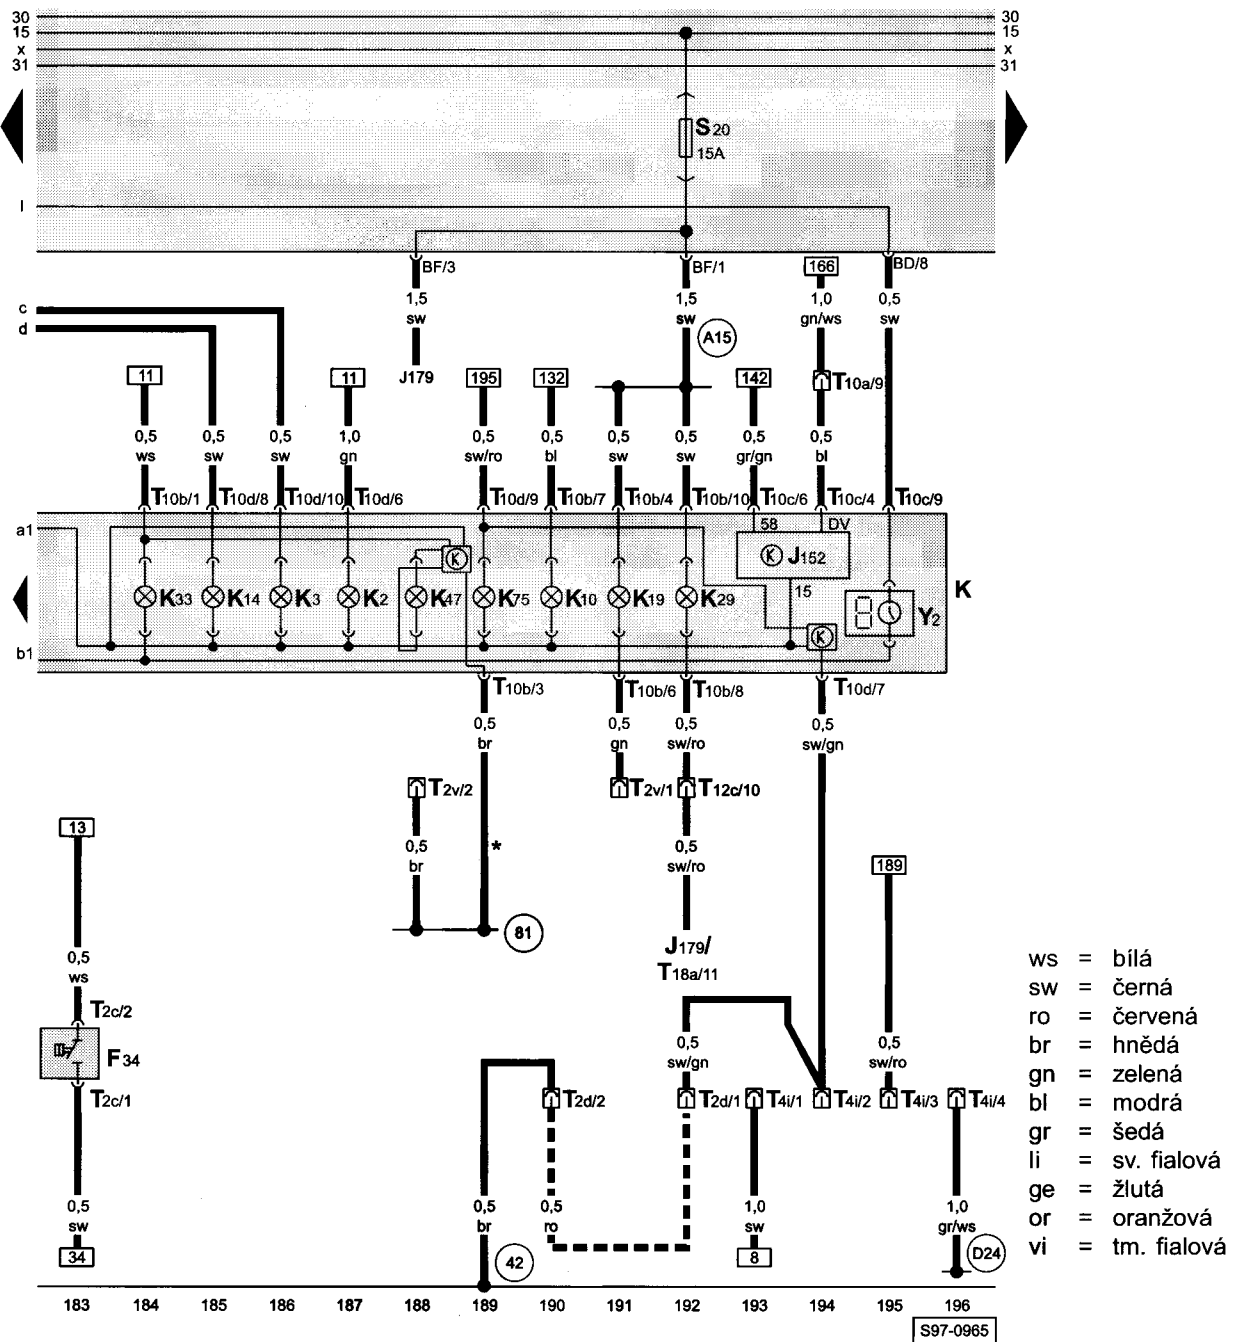 30 30
15 15
x x
31 31
S20
15A
l
BF/3 BF/1 166 BD/8
1,5 1,5 1,0 0,5
sw sw gn/ws sw
c
d
A15
11 J179 11 195 132 142 T10a/9
0,5 0,5 0,5 1,0 0,5 0,5 0,5 0,5 0,5 0,5
ws sw sw gn sw/ro bl sw sw gr/gn bl
T10b/1 T10d/8 T10d/10 T10d/6 T10d/9 T10b/7 T10b/4 T10b/10 T10c/6 T10c/4 T10c/9
a1 58 DV
K K J152
15
K33 K14 K3 K2 K47 K75 K10 K19 K29 K
Y2
K
b1
T10b/3 T10b/6 T10b/8 T10d/7
0,5 0,5 0,5 0,5
br gn sw/ro sw/gn
T2v/2 T2v/1 T12c/10
13
0,5 * 0,5 189
br sw/ro
81
J179/
T18a/11
0,5
ws
T2c/2
F34
T2c/1
0,5 0,5
sw/gn sw/ro
T2d/2 T2d/1 T4i/1 T4i/2 T4i/3 T4i/4
0,5 0,5 0,5 1,0 1,0
sw br ro sw gr/ws
34 42 8 D24
183 184 185 186 187 188 189 190 191 192 193 194 195 196
S97-0965
ws = bílá
sw = černá
ro = červená
br = hnědá
gn = zelená
bl = modrá
gr = šedá
li = sv. fialová
ge = žlutá
or = oranžová
vi = tm. fialová